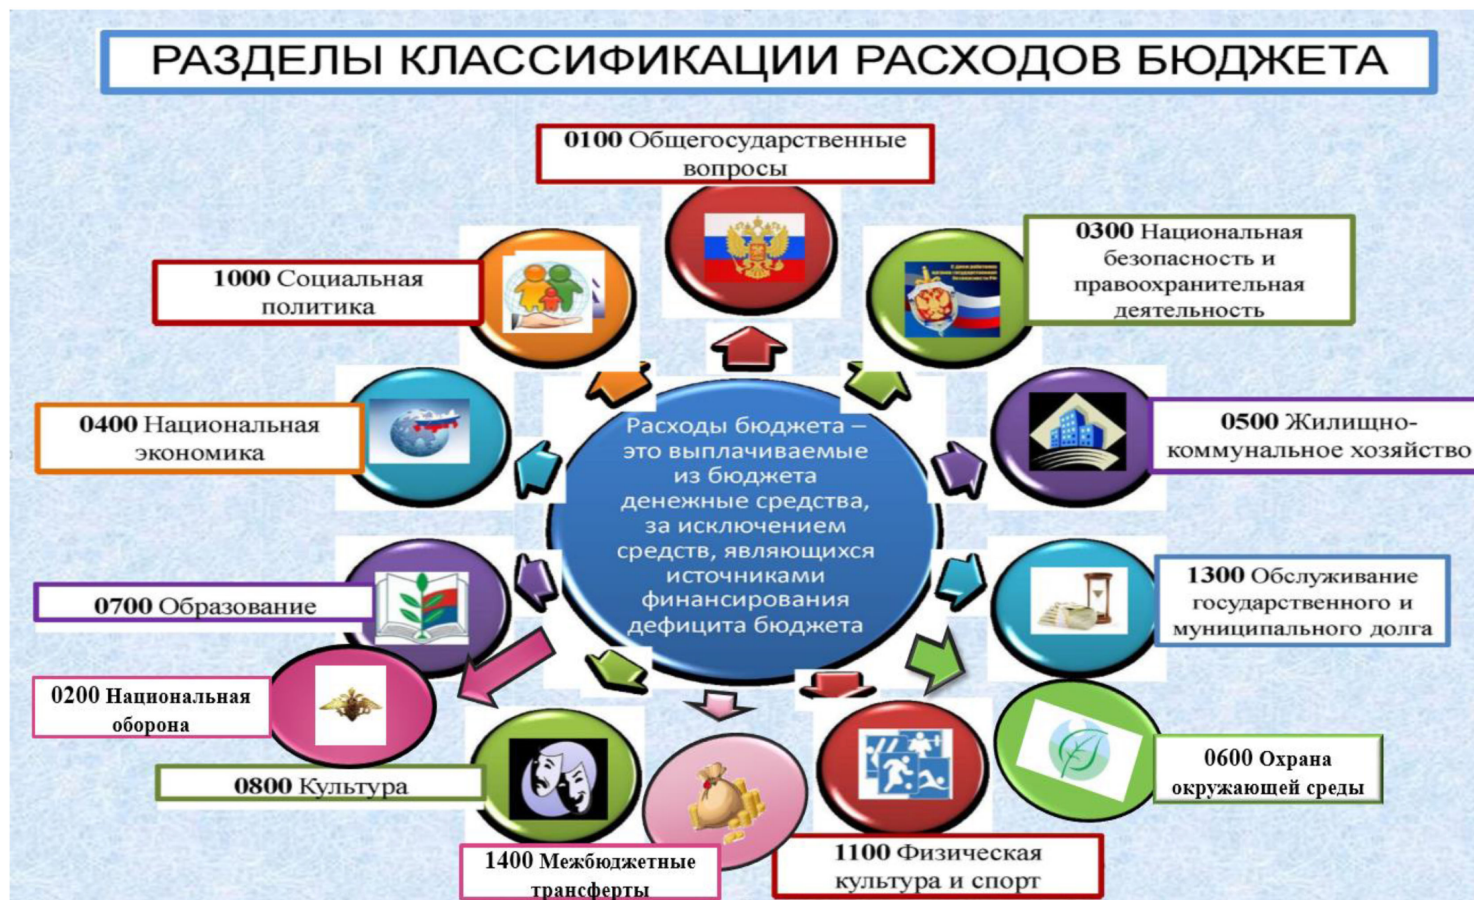 РАЗДЕЛЫ КЛАССИФИКАЦИИ РАСХОДОВ БЮДЖЕТА
0100 Общегосударственные
вопросы
0300 Национальная
безопасность и
правоохранительная
деятельность
1000 Социальная
политика
0400 Национальная
экономика
0500 Жилищно-
коммунальное хозяйство
Расходы бюджета –
это выплачиваемые
из бюджета
денежные средства,
за исключением
средств, являющихся
источниками
финансирования
дефицита бюджета
0700 Образование
1300 Обслуживание
государственного и
муниципального долга
0200 Национальная
оборона
0800 Культура
0600 Охрана
окружающей среды
1400 Межбюджетные
трансферты
1100 Физическая
культура и спорт